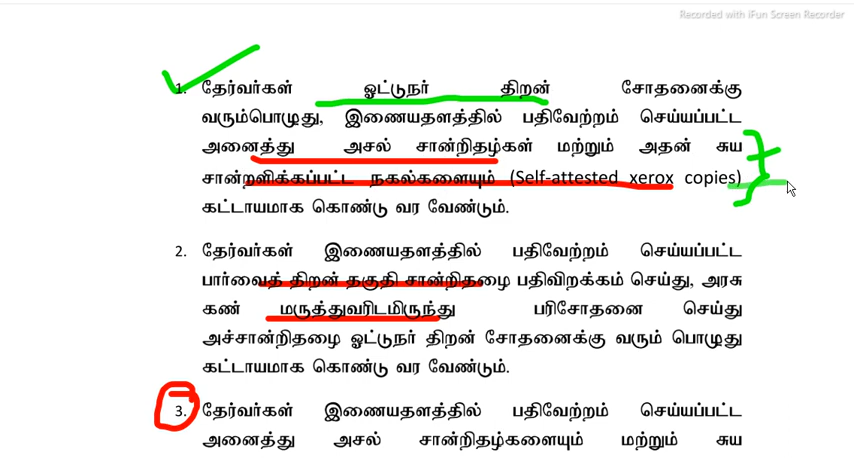 Recorded with iFun Screen Recorder
1. தேர்வர்கள் ஓட்டுநர் திறன் சோதனைக்கு
வரும்பொழுது, இணையதளத்தில் பதிவேற்றம் செய்யப்பட்ட
அனைத்து அசல் சான்றிதழ்கள் மற்றும் அதன் சுய
சான்றளிக்கப்பட்ட நகல்களையும் (Self-attested xerox copies)
கட்டாயமாக கொண்டு வர வேண்டும்.
2. தேர்வர்கள் இணையதளத்தில் பதிவேற்றம் செய்யப்பட்ட
பார்வைத் திறன் தகுதி சான்றிதழை பதிவிறக்கம் செய்து, அரசு
கண் மருத்துவரிடமிருந்து பரிசோதனை செய்து
அச்சான்றிதழை ஓட்டுநர் திறன் சோதனைக்கு வரும் பொழுது
கட்டாயமாக கொண்டு வர வேண்டும்.
3. தேர்வர்கள் இணையதளத்தில் பதிவேற்றம் செய்யப்பட்ட
அனைத்து அசல் சான்றிதழ்களையும் மற்றும் சுய